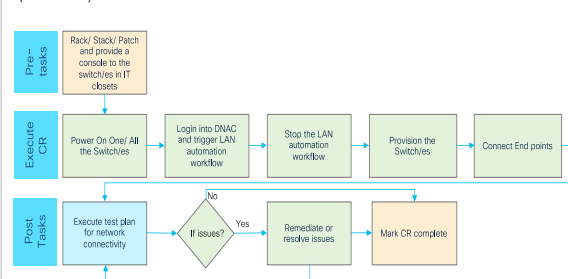 Pre-
tasks
Rack/ Stack/ Patch
and provide a
console to the
switch/es in IT
closets
Execute
CR
Power On One/ All
the Switch/es
Login into DNAC
and trigger LAN
automation
workflow
Stop the LAN
automation
workflow
Provision the
Switch/es
Connect End points
Post
Tasks
Execute test plan
for network
connectivity
If issues?
No
Yes
Remediate or
resolve issues
Mark CR complete